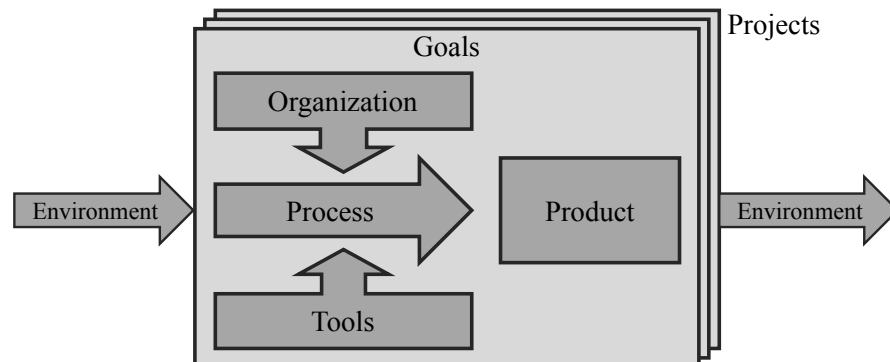 Projects
Goals
Organization
Environment
Process
Product
Environment
Tools